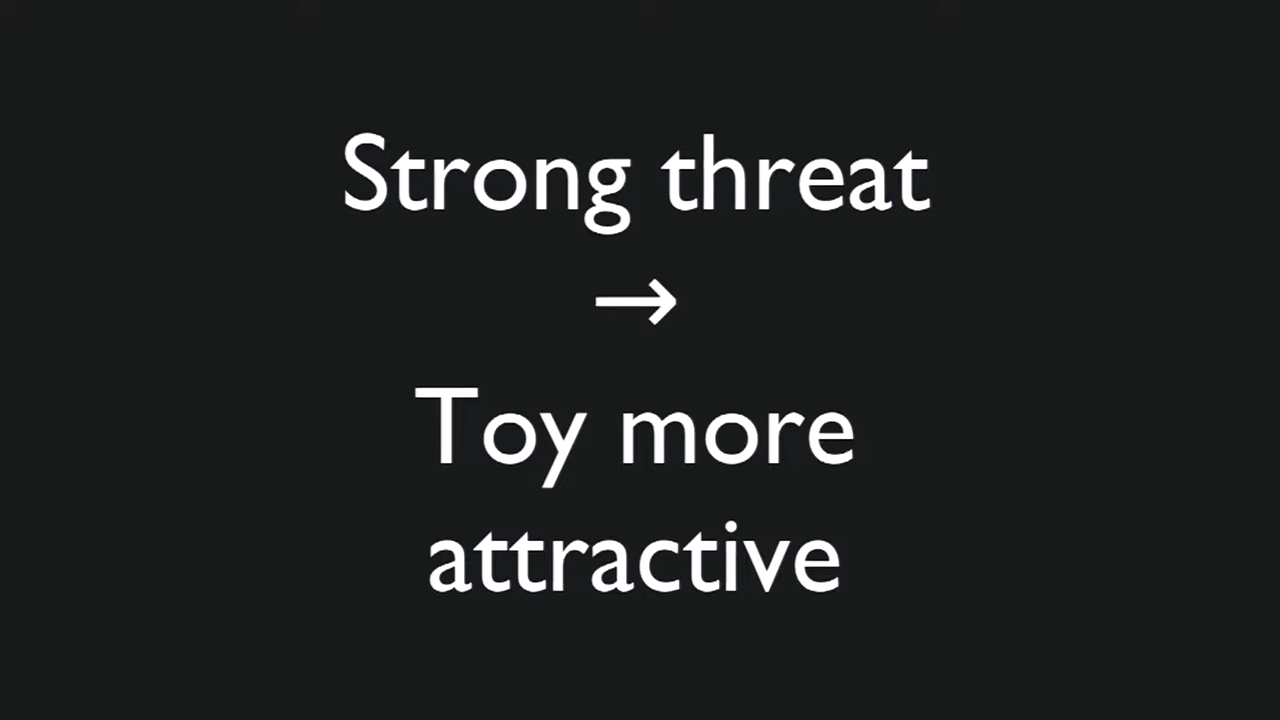 Strong threat
→
Toy more
attractive